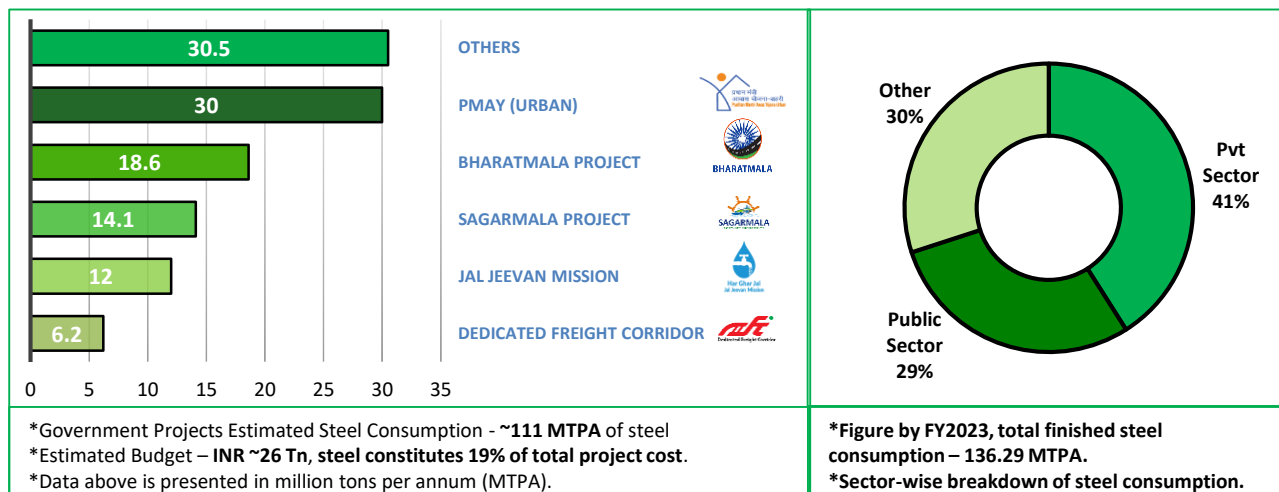 30.5
OTHERS
30
PMAY (URBAN)
18.6
BHARATMALA PROJECT
BHARATMALA
14.1
SAGARMALA PROJECT
SAGARMALA
12
JAL JEEVAN MISSION
Har Ghar Jal
Jal Jeevan Mission
6.2
DEDICATED FREIGHT CORRIDOR
Dedicated Freight Corridor
0 5 10 15 20 25 30 35
*Government Projects Estimated Steel Consumption - ~111 MTPA of steel
*Estimated Budget – INR ~26 Tn, steel constitutes 19% of total project cost.
*Data above is presented in million tons per annum (MTPA).
Other
30%
Pvt
Sector
41%
Public
Sector
29%
*Figure by FY2023, total finished steel
consumption – 136.29 MTPA.
*Sector-wise breakdown of steel consumption.